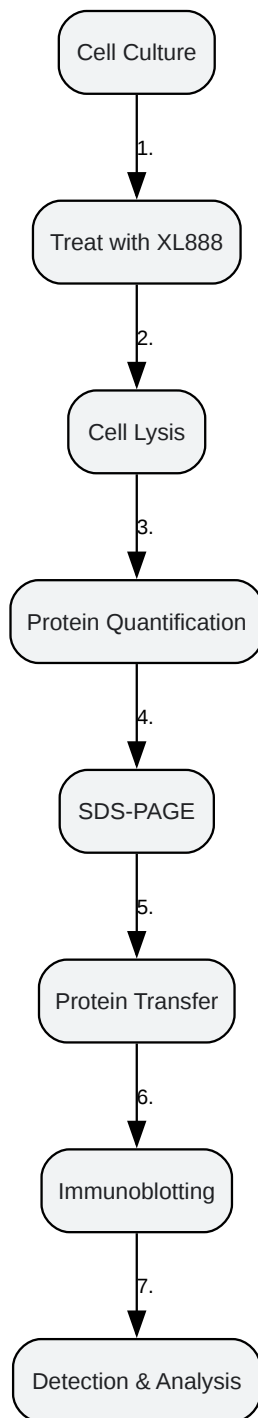 Cell Culture
1.
Treat with XL888
2.
Cell Lysis
3.
Protein Quantification
4.
SDS-PAGE
5.
Protein Transfer
6.
Immunoblotting
7.
Detection & Analysis